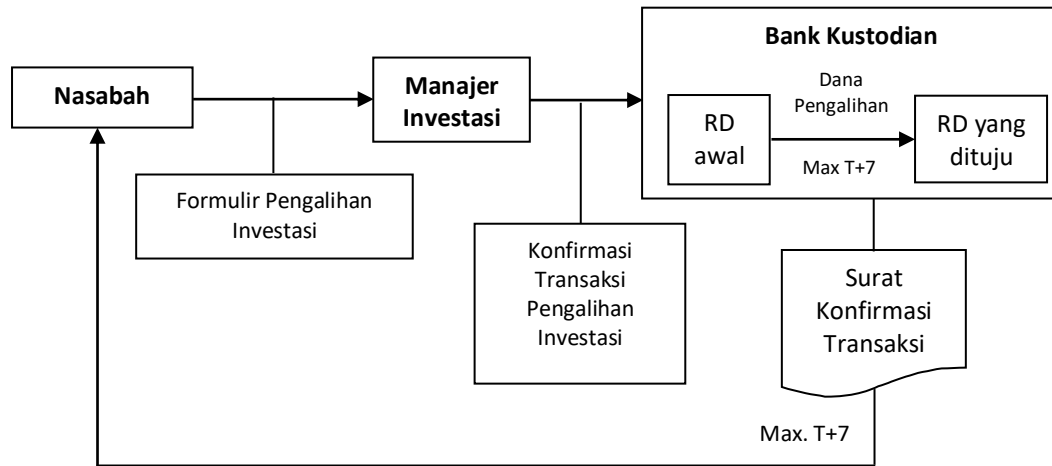 Nasabah
Manajer
Investasi
Bank Kustodian
RD
awal
Dana
Pengalihan
Max T+7
RD yang
dituju
Formulir Pengalihan
Investasi
Konfirmasi
Transaksi
Pengalihan
Investasi
Surat
Konfirmasi
Transaksi
Max. T+7